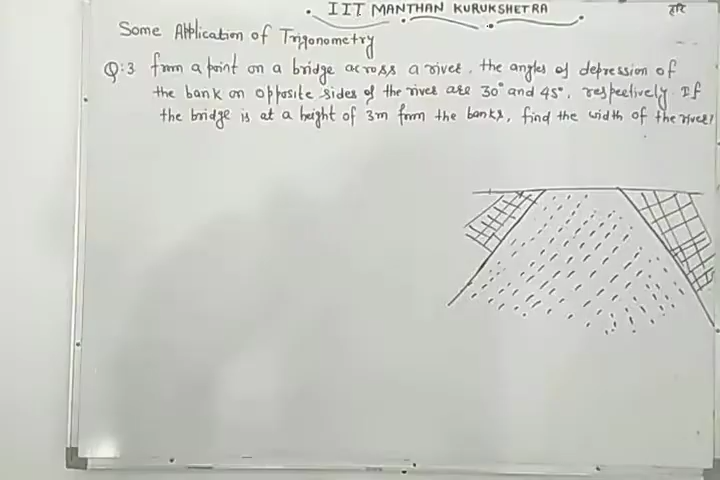 IIT MANTHAN KURUKSHETRA
हरि
Some Application of Trigonometry
Q:3 from a point on a bridge across a river, the angles of depression of
the bank on opposite sides of the river are 30° and 45°, respectively. If
the bridge is at a height of 3m from the banks, find the width of the river!